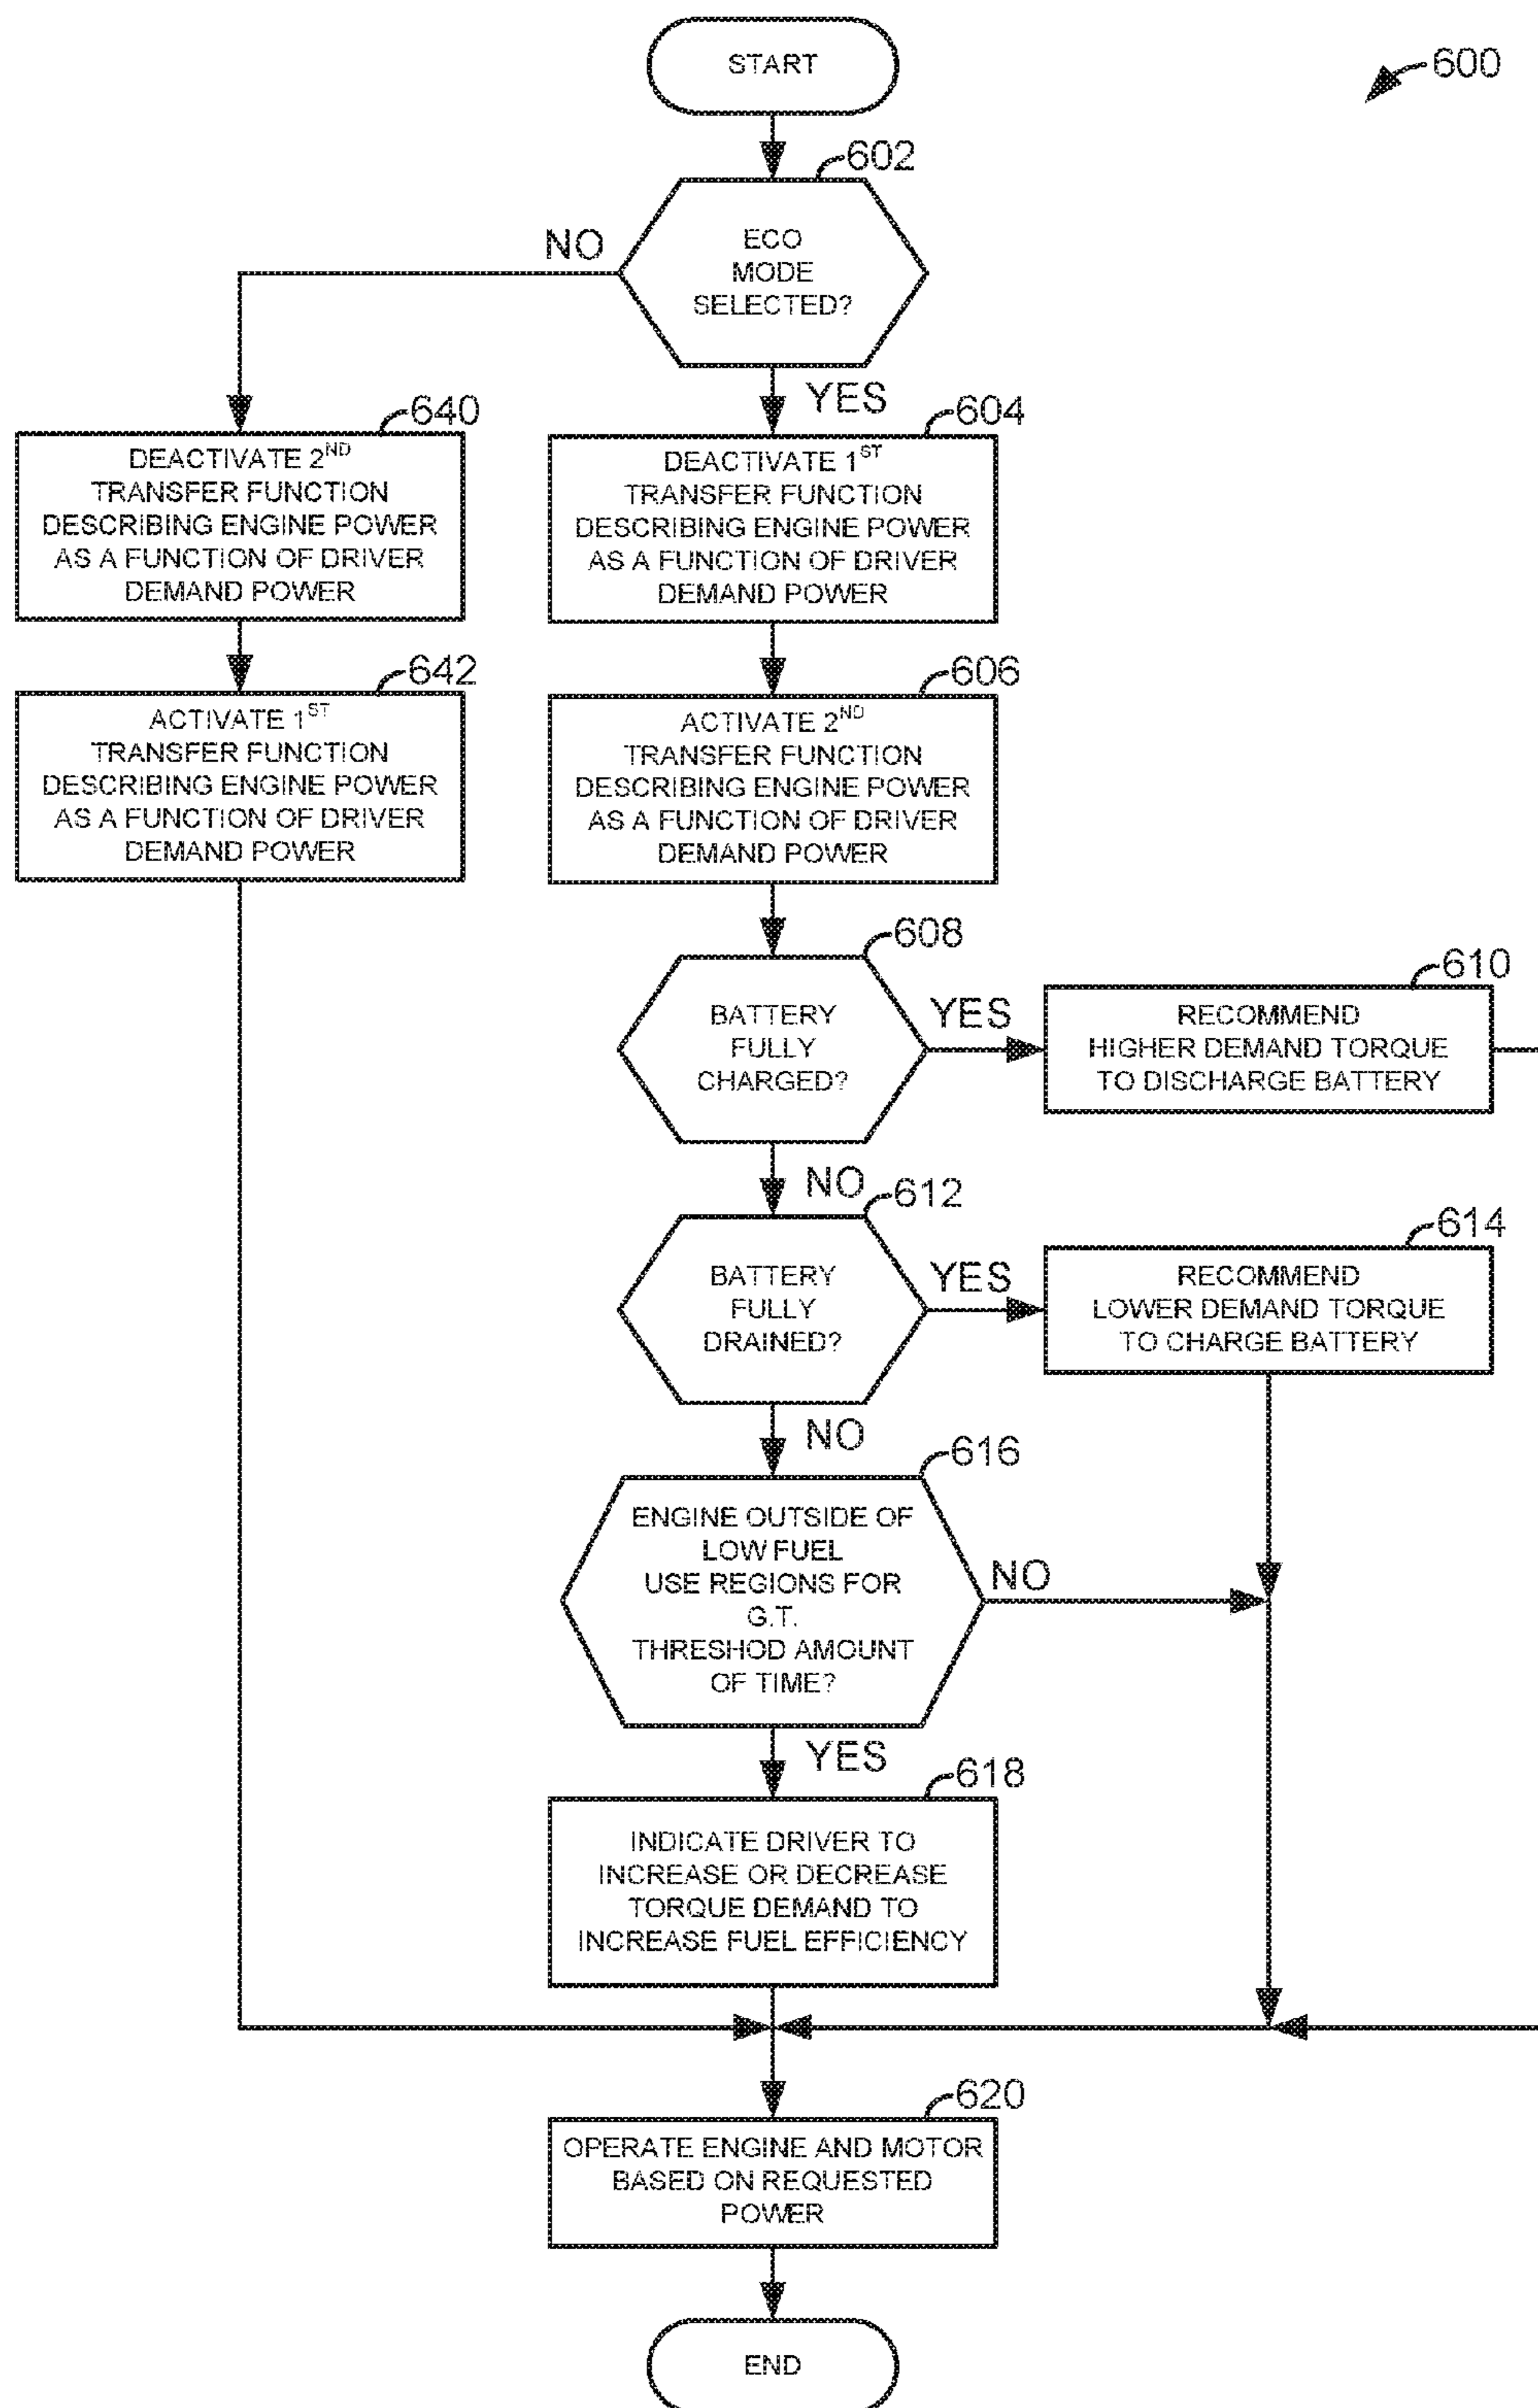 START
600
602
ECO
MODE
SELECTED?
NO
YES
640
DEACTIVATE 2ND
TRANSFER FUNCTION
DESCRIBING ENGINE POWER
AS A FUNCTION OF DRIVER
DEMAND POWER
604
DEACTIVATE 1ST
TRANSFER FUNCTION
DESCRIBING ENGINE POWER
AS A FUNCTION OF DRIVER
DEMAND POWER
642
ACTIVATE 1ST
TRANSFER FUNCTION
DESCRIBING ENGINE POWER
AS A FUNCTION OF DRIVER
DEMAND POWER
606
ACTIVATE 2ND
TRANSFER FUNCTION
DESCRIBING ENGINE POWER
AS A FUNCTION OF DRIVER
DEMAND POWER
608
BATTERY
FULLY
CHARGED?
YES
610
RECOMMEND
HIGHER DEMAND TORQUE
TO DISCHARGE BATTERY
NO
612
BATTERY
FULLY
DRAINED?
YES
614
RECOMMEND
LOWER DEMAND TORQUE
TO CHARGE BATTERY
NO
616
ENGINE OUTSIDE OF
LOW FUEL
USE REGIONS FOR
G.T.
THRESHOD AMOUNT
OF TIME?
NO
YES
618
INDICATE DRIVER TO
INCREASE OR DECREASE
TORQUE DEMAND TO
INCREASE FUEL EFFICIENCY
620
OPERATE ENGINE AND MOTOR
BASED ON REQUESTED
POWER
END